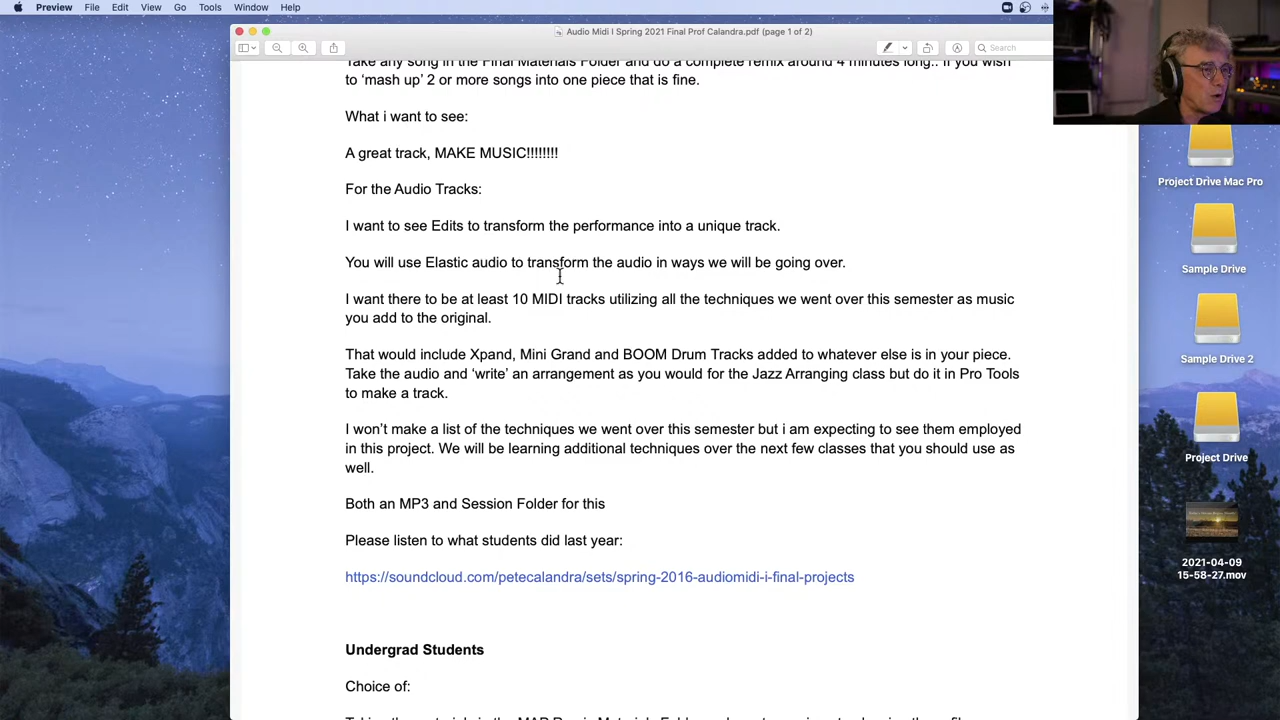 Preview File Edit View Go Tools Window Help
Audio Midi I Spring 2021 Final Prof Calandra.pdf (page 1 of 2)
Search
Take any song in the Final Materials Folder and do a complete remix around 4 minutes long.. if you wish
to ‘mash up’ 2 or more songs into one piece that is fine.
What i want to see:
A great track, MAKE MUSIC!!!!!!!!
For the Audio Tracks:
I want to see Edits to transform the performance into a unique track.
You will use Elastic audio to transform the audio in ways we will be going over.
I want there to be at least 10 MIDI tracks utilizing all the techniques we went over this semester as music
you add to the original.
That would include Xpand, Mini Grand and BOOM Drum Tracks added to whatever else is in your piece.
Take the audio and ‘write’ an arrangement as you would for the Jazz Arranging class but do it in Pro Tools
to make a track.
I won’t make a list of the techniques we went over this semester but i am expecting to see them employed
in this project. We will be learning additional techniques over the next few classes that you should use as
well.
Both an MP3 and Session Folder for this
Please listen to what students did last year:
https://soundcloud.com/petecalandra/sets/spring-2016-audiomidi-i-final-projects
Undergrad Students
Choice of:
Project Drive Mac Pro
Sample Drive
Sample Drive 2
Project Drive
2021-04-09
15-58-27.mov